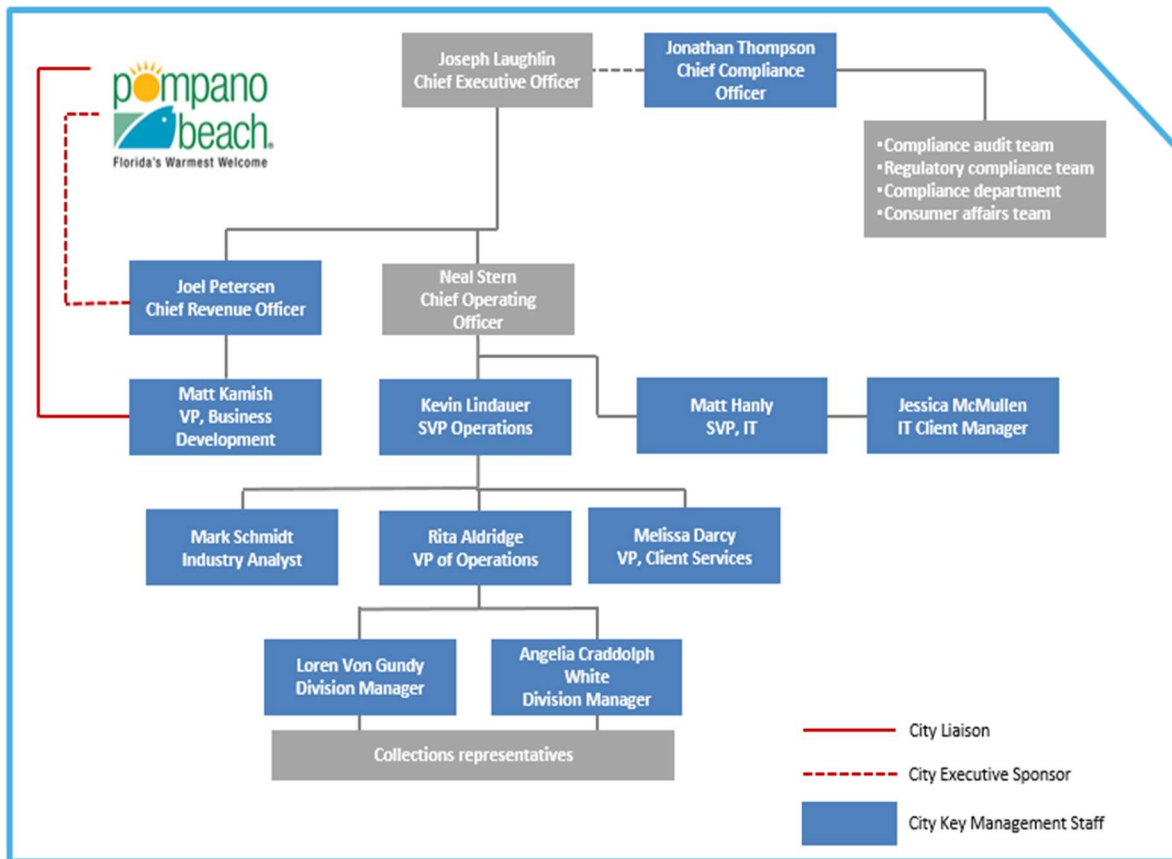 Joseph Laughlin
Chief Executive Officer
Jonathan Thompson
Chief Compliance
Officer
pompano
beach®
Florida's Warmest Welcome
•Compliance audit team
•Regulatory compliance team
•Compliance department
•Consumer affairs team
Joel Petersen
Chief Revenue Officer
Neal Stern
Chief Operating
Officer
Matt Kamish
VP, Business
Development
Kevin Lindauer
SVP Operations
Matt Hanly
SVP, IT
Jessica McMullen
IT Client Manager
Mark Schmidt
Industry Analyst
Rita Aldridge
VP of Operations
Melissa Darcy
VP, Client Services
Loren Von Gundy
Division Manager
Angelia Craddolph
White
Division Manager
Collections representatives
City Liaison
City Executive Sponsor
City Key Management Staff